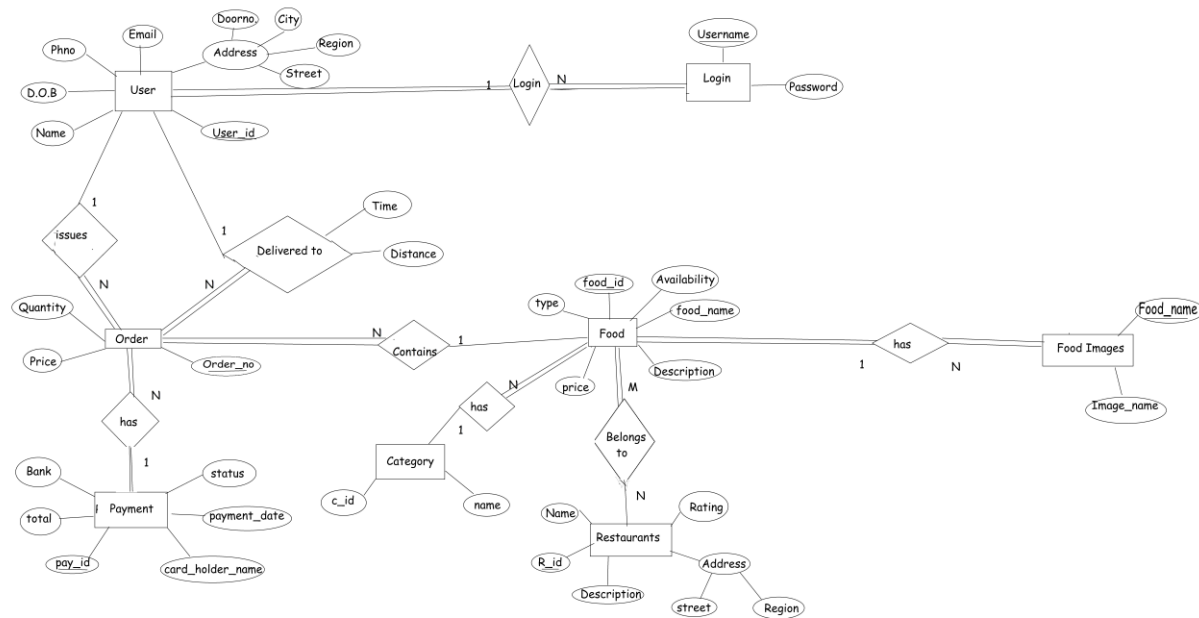 Doorno.
City
Email
Region
Phno
Address
Street
User
D.O.B
Name
User_id
1
Login
N
Username
Login
Password
1
issues
N
1
Delivered to
N
Time
Distance
Quantity
Order
Price
Order_no
N
Contains
1
food_id
Availability
type
food_name
Food
price
Description
1
has
N
Food_name
Food Images
Image_name
N
has
1
N
has
1
Category
c_id
name
M
Belongs
to
N
Bank
status
total
Payment
payment_date
pay_id
card_holder_name
Name
Rating
Restaurants
R_id
Address
Description
street
Region